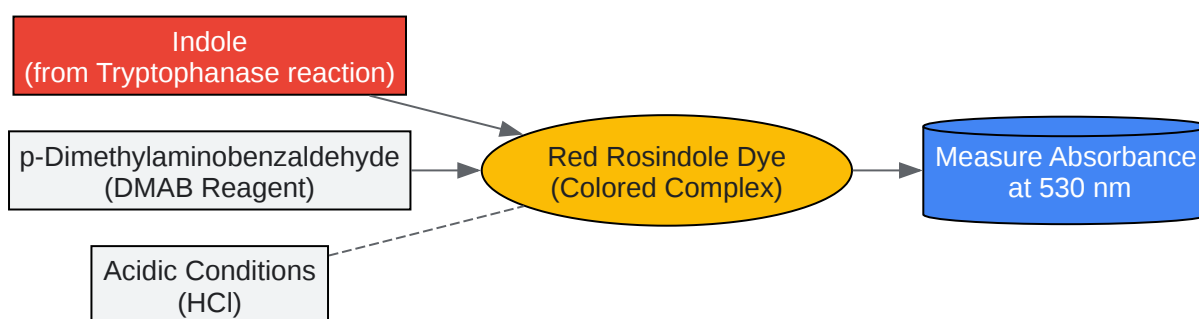 Indole
(from Tryptophanase reaction)
p-Dimethylaminobenzaldehyde
(DMAB Reagent)
Acidic Conditions
(HCl)
Red Rosindole Dye
(Colored Complex)
Measure Absorbance
at 530 nm